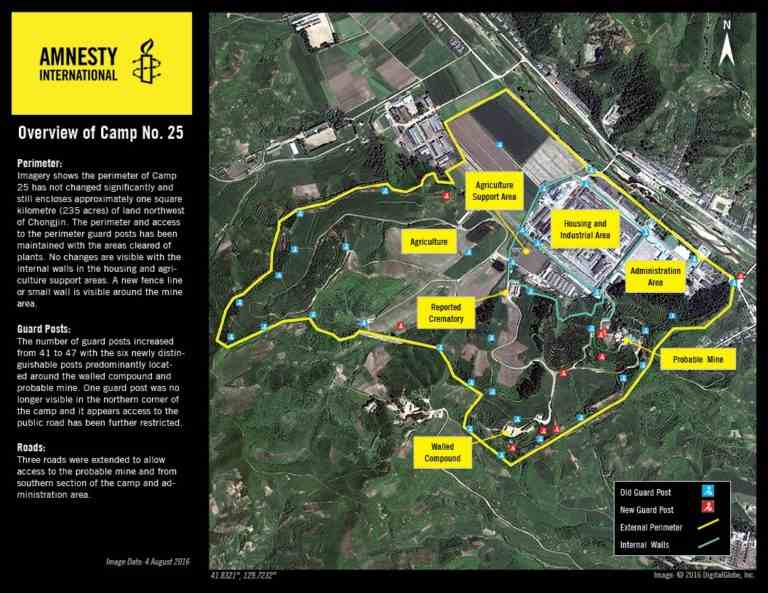 AMNESTY
INTERNATIONAL
Overview of Camp No. 25
Perimeter:
Imagery shows the perimeter of Camp
25 has not changed significantly and
still encloses approximately one square
kilometre (235 acres) of land northwest
of Chongjin. The perimeter and access
to the perimeter guard posts has been
maintained with the areas cleared of
plants. No changes are visible with the
internal walls in the housing and agri-
culture support areas. A new fence line
or small wall is visible around the mine
area.
Guard Posts:
The number of guard posts increased
from 41 to 47 with the six newly distin-
guishable posts predominantly locat-
ed around the walled compound and
probable mine. One guard post was no
longer visible in the northern corner of
the camp and it appears access to the
public road has been further restricted.
Roads:
Three roads were extended to allow
access to the probable mine and from
southern section of the camp and ad-
ministration area.
Image Date: 4 August 2016
N
Agriculture
Support Area
Housing and
Industrial Area
Agriculture
Administration
Area
Reported
Crematory
Probable Mine
Walled
Compound
Old Guard Post
New Guard Post
External Perimeter
Internal Walls
41.8321°, 129.7232°
Image: © 2016 DigitalGlobe, Inc.